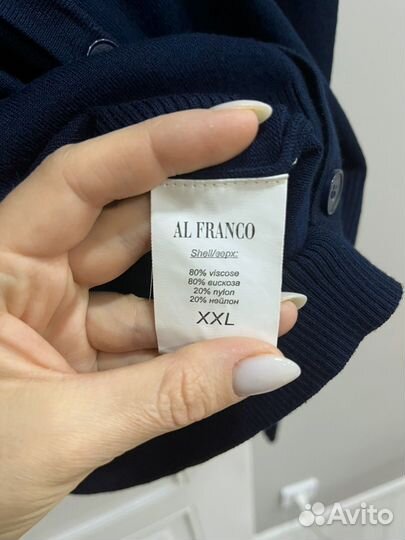 AL FRANCO
Shell/верх:
80% viscose
80% вискоза
20% nylon
20% нейлон
XXL
Avito